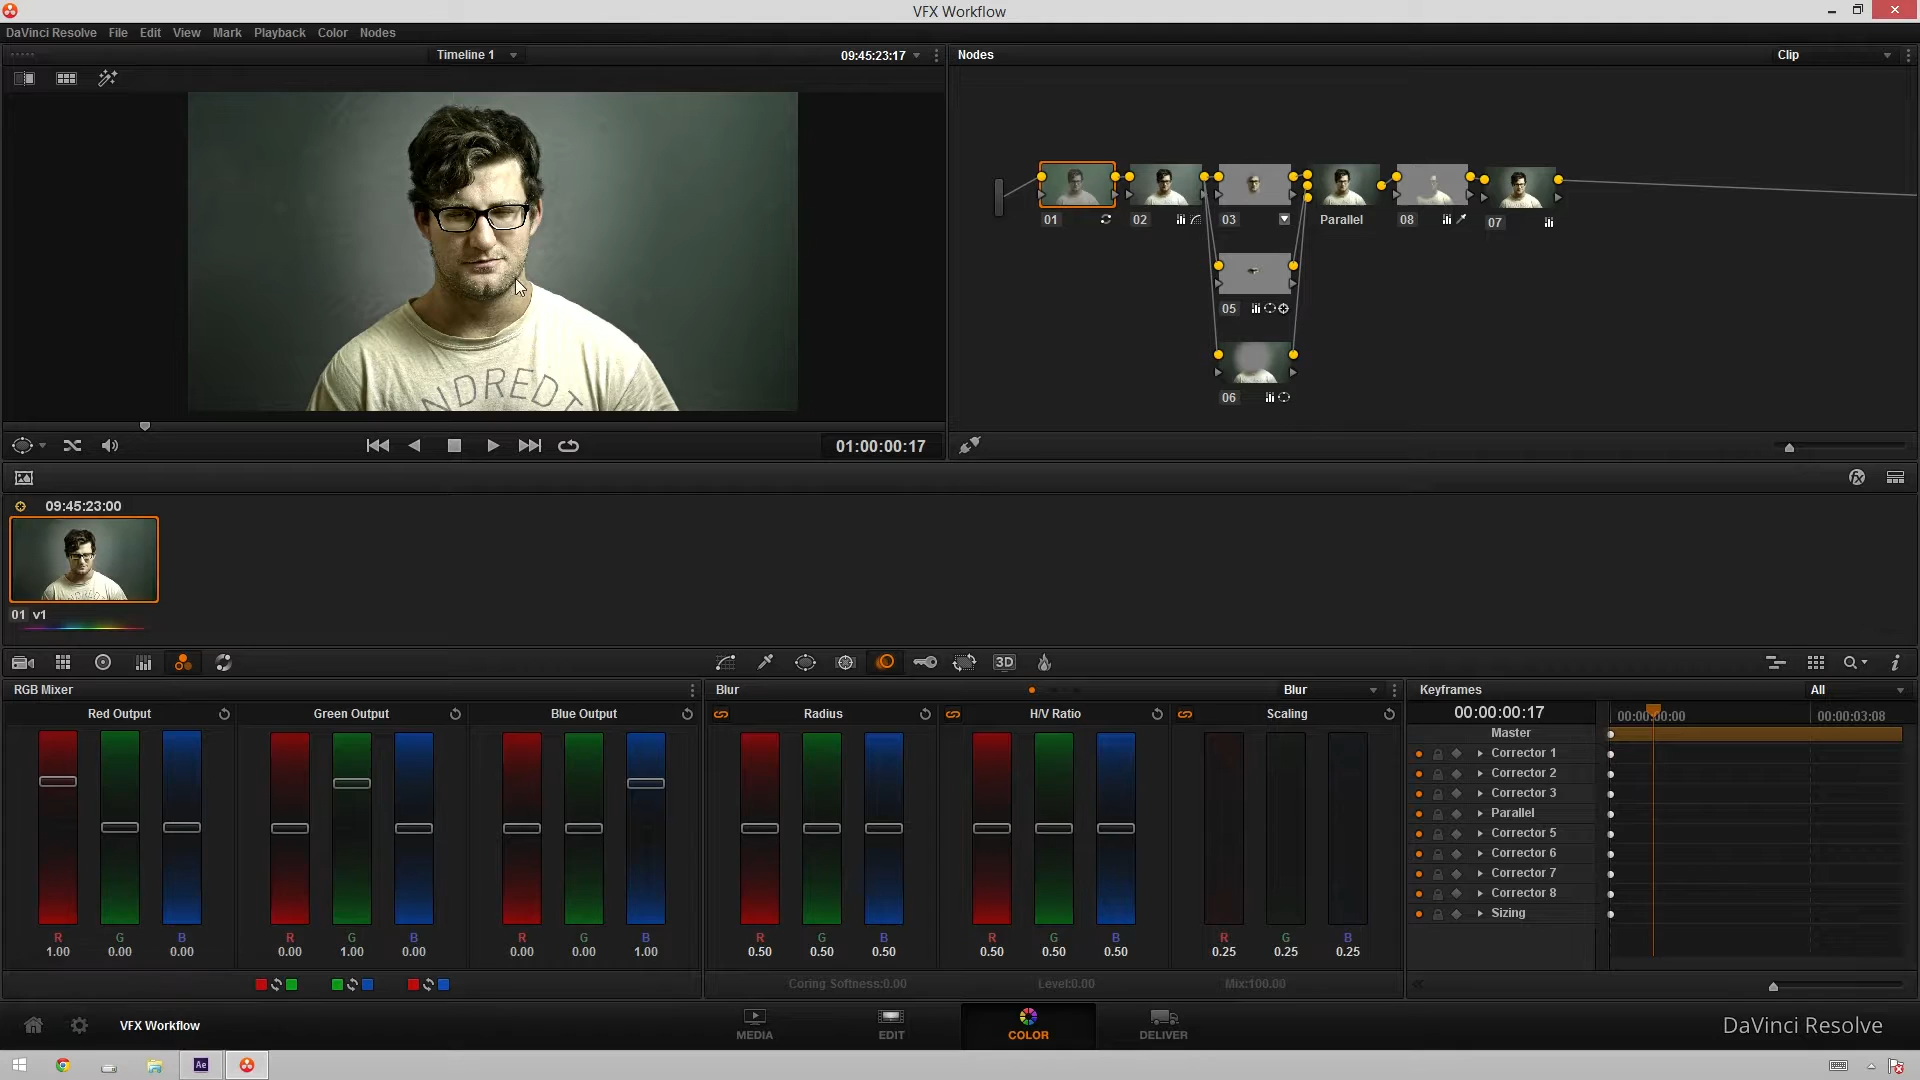 VFX Workflow
DaVinci Resolve File Edit View Mark Playback Color Nodes
Timeline 1 09:45:23:17
Nodes Clip
NDREDT
01 02 03 Parallel 08 07
05
06
01:00:00:17
09:45:23:00
01 v1
3D
RGB Mixer
Red Output Green Output Blue Output
R G B R G B R G B
1.00 0.00 0.00 0.00 1.00 0.00 0.00 0.00 1.00
Blur Blur
Radius H/V Ratio Scaling
R G B R G B R G B
0.50 0.50 0.50 0.50 0.50 0.50 0.25 0.25 0.25
Coring Softness:0.00 Level:0.00 Mix:100.00
Keyframes All
00:00:00:17 00:00:00:00 00:00:03:08
Master
Corrector 1
Corrector 2
Corrector 3
Parallel
Corrector 5
Corrector 6
Corrector 7
Corrector 8
Sizing
VFX Workflow
MEDIA EDIT COLOR DELIVER
DaVinci Resolve
Ae